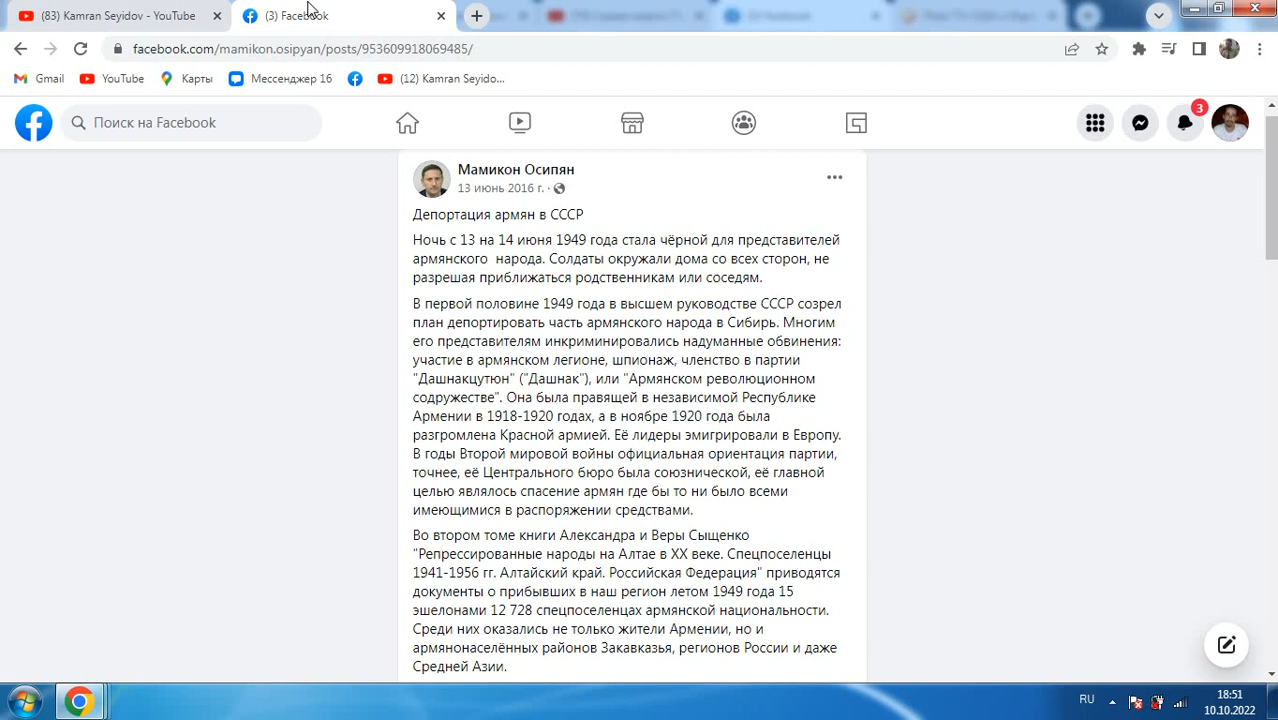 (83) Kamran Seyidov - YouTube
(3) Facebook
facebook.com/mamikon.osipyan/posts/953609918069485/
Gmail
YouTube
Карты
Мессенджер 16
(12) Kamran Seyido...
Поиск на Facebook
3
Мамикон Осипян
13 июнь 2016 г. ·
Депортация армян в СССР
Ночь с 13 на 14 июня 1949 года стала чёрной для представителей
армянского народа. Солдаты окружали дома со всех сторон, не
разрешая приближаться родственникам или соседям.
В первой половине 1949 года в высшем руководстве СССР созрел
план депортировать часть армянского народа в Сибирь. Многим
его представителям инкриминировались надуманные обвинения:
участие в армянском легионе, шпионаж, членство в партии
"Дашнакцутюн" ("Дашнак"), или "Армянском революционном
содружестве". Она была правящей в независимой Республике
Армении в 1918-1920 годах, а в ноябре 1920 года была
разгромлена Красной армией. Её лидеры эмигрировали в Европу.
В годы Второй мировой войны официальная ориентация партии,
точнее, её Центрального бюро была союзнической, её главной
целью являлось спасение армян где бы то ни было всеми
имеющимися в распоряжении средствами.
Во втором томе книги Александра и Веры Сыщенко
"Репрессированные народы на Алтае в XX веке. Спецпоселенцы
1941-1956 гг. Алтайский край. Российская Федерация" приводятся
документы о прибывших в наш регион летом 1949 года 15
эшелонами 12 728 спецпоселенцах армянской национальности.
Среди них оказались не только жители Армении, но и
армянонаселённых районов Закавказья, регионов России и даже
Средней Азии.
RU
18:51
10.10.2022